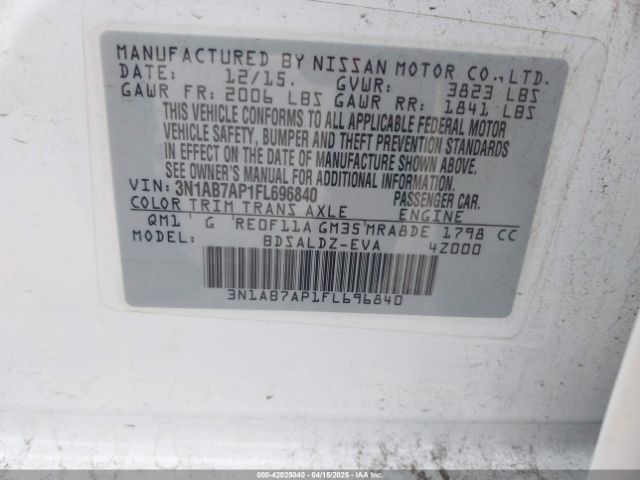 MANUFACTURED BY NISSAN MOTOR CO.,LTD.
DATE: 12/15. GVWR: 3823 LBS
GAWR FR: 2006 LBS GAWR RR: 1841 LBS
THIS VEHICLE CONFORMS TO ALL APPLICABLE FEDERAL MOTOR
VEHICLE SAFETY, BUMPER AND THEFT PREVENTION STANDARDS
IN EFFECT ON THE DATE OF MANUFACTURE SHOWN ABOVE.
SEE OWNER'S MANUAL FOR ADDITIONAL INFORMATION
VIN: 3N1AB7AP1FL696840 PASSENGER CAR.
COLOR TRIM TRANS AXLE ENGINE
QM1 G RE0F11A GM35 MRA8DE 1798 CC
MODEL: BDSALDZ-EVA 4Z000
3N1AB7AP1FL696840
000-42025040 - 04/15/2025 - COPYRIGHT IAA, LLC.